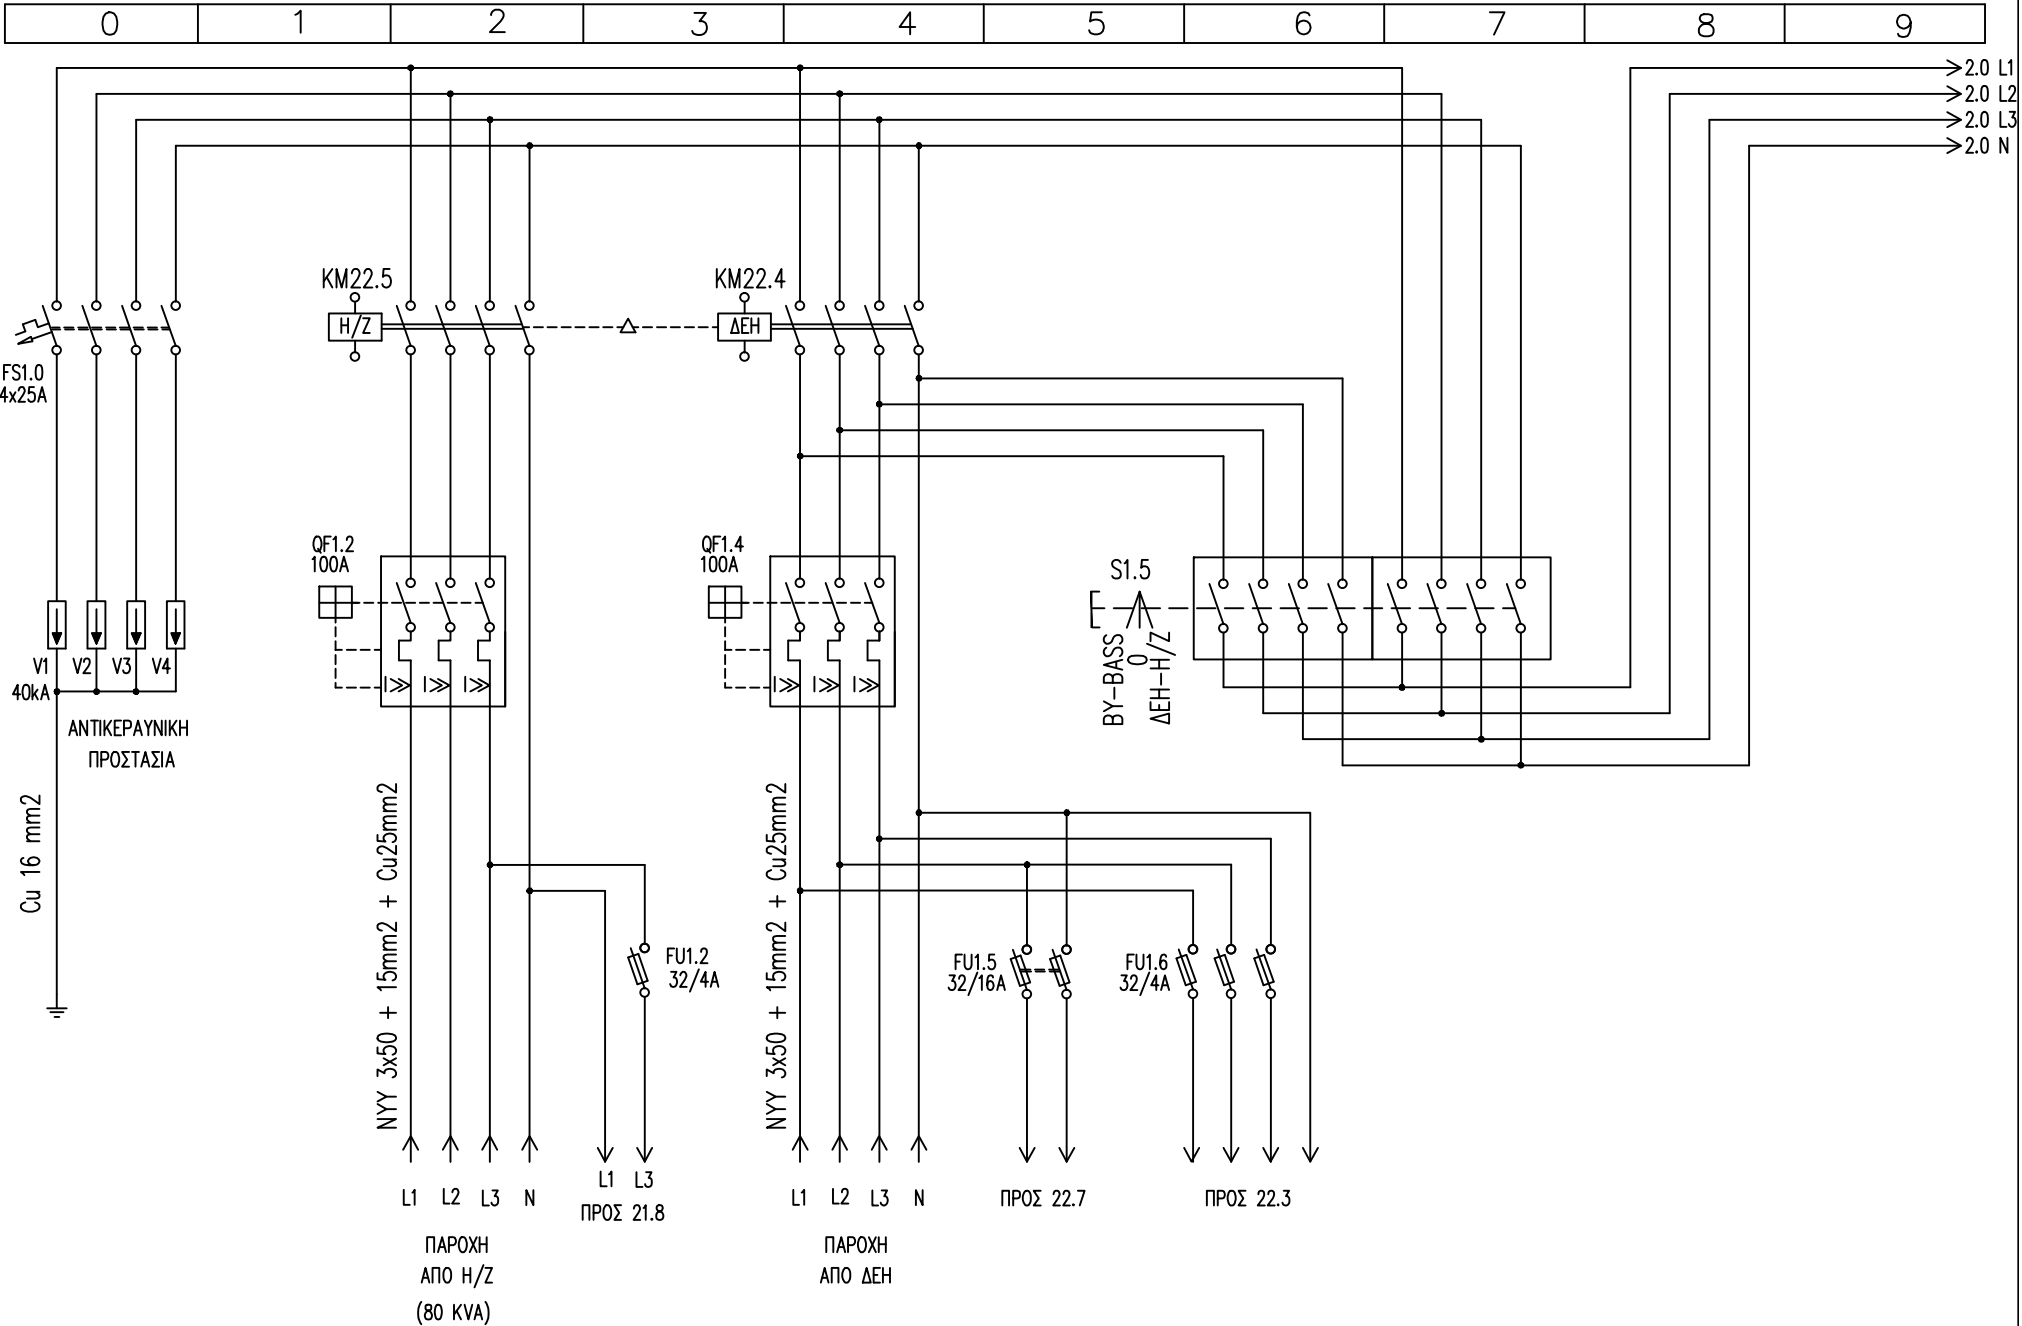 0 1 2 3 4 5 6 7 8 9
2.0 L1
2.0 L2
2.0 L3
2.0 N
KM22.5
H/Z
KM22.4
ΔΕΗ
FS1.0
4x25A
QF1.2
100A
QF1.4
100A
S1.5
BY-BASS
0
ΔΕΗ-H/Z
I≫ I≫ I≫
I≫ I≫ I≫
V1 V2 V3 V4
40kA
ΑΝΤΙΚΕΡΑΥΝΙΚΗ
ΠΡΟΣΤΑΣΙΑ
Cu 16 mm2
NYY 3x50 + 15mm2 + Cu25mm2
NYY 3x50 + 15mm2 + Cu25mm2
FU1.2
32/4A
FU1.5
32/16A
FU1.6
32/4A
L1 L2 L3 N
L1 L3
ΠΡΟΣ 21.8
L1 L2 L3 N
ΠΡΟΣ 22.7
ΠΡΟΣ 22.3
ΠΑΡΟΧΗ
ΑΠΟ Η/Ζ
(80 KVA)
ΠΑΡΟΧΗ
ΑΠΟ ΔΕΗ